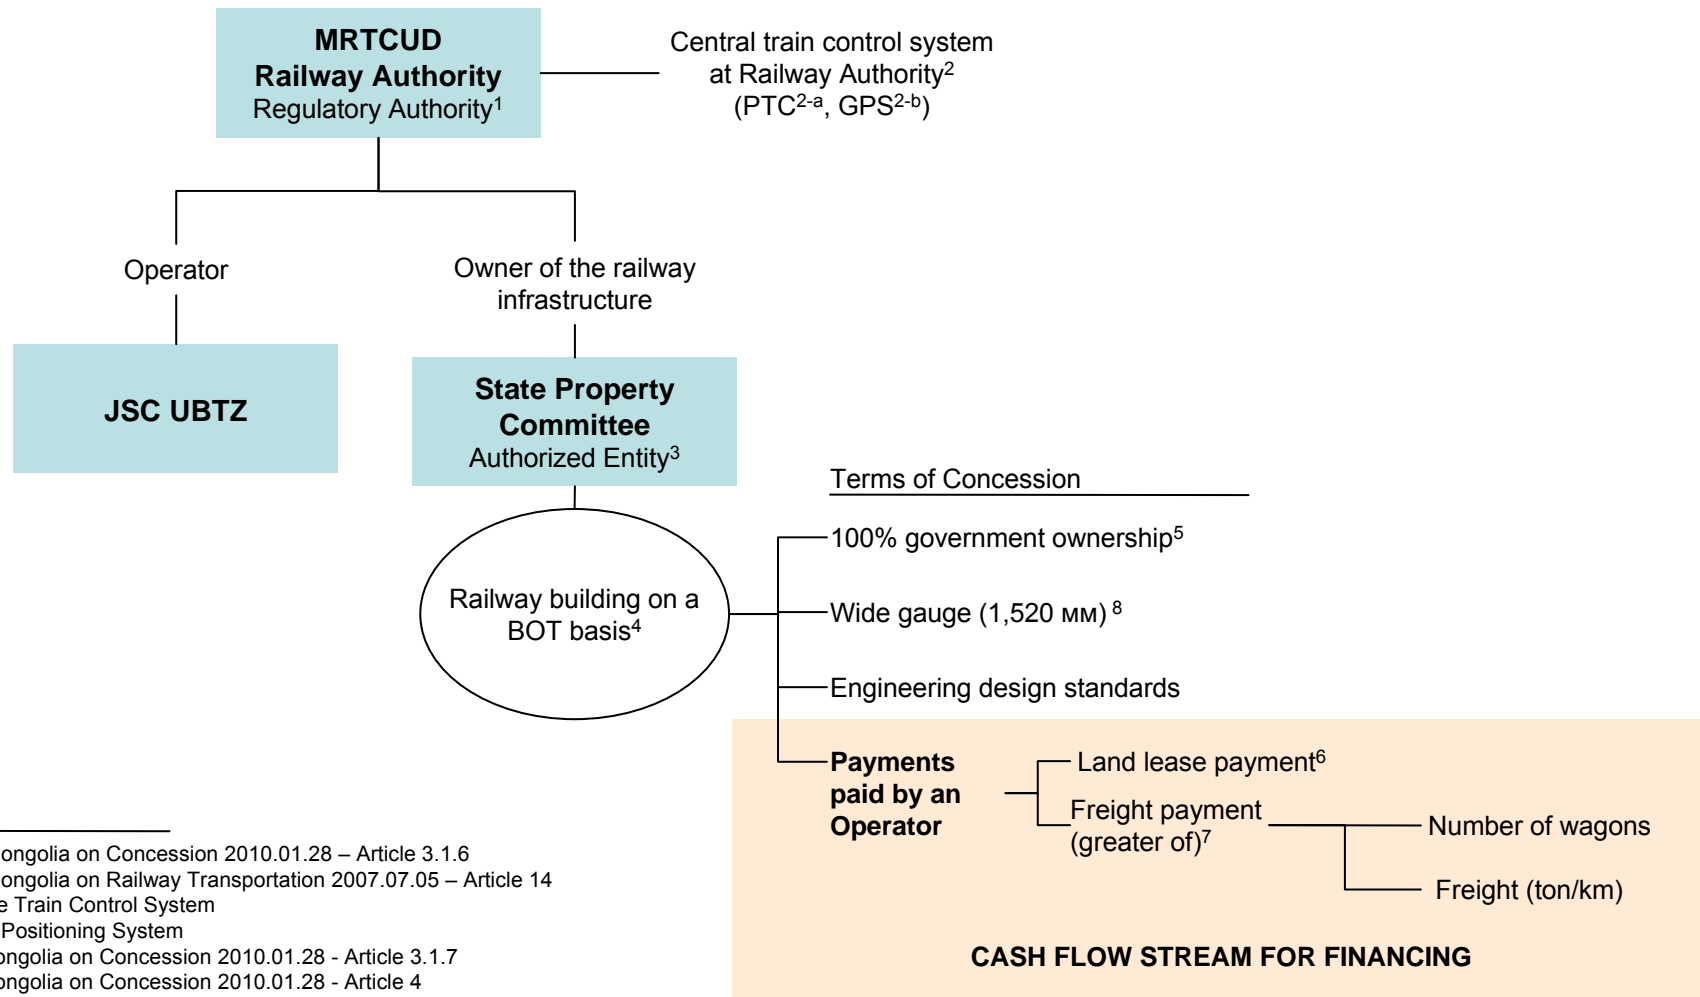 MRTCUD
Railway Authority
Regulatory Authority1
Central train control system
at Railway Authority2
(PTC2-a, GPS2-b)
Operator
Owner of the railway
infrastructure
JSC UBTZ
State Property
Committee
Authorized Entity3
Terms of Concession
100% government ownership5
Railway building on a
BOT basis4
Wide gauge (1,520 мм) 8
Engineering design standards
Payments
paid by an
Operator
Land lease payment6
Freight payment
(greater of)7
Number of wagons
Freight (ton/km)
CASH FLOW STREAM FOR FINANCING
ongolia on Concession 2010.01.28 – Article 3.1.6
ongolia on Railway Transportation 2007.07.05 – Article 14
e Train Control System
Positioning System
ongolia on Concession 2010.01.28 - Article 3.1.7
ongolia on Concession 2010.01.28 - Article 4